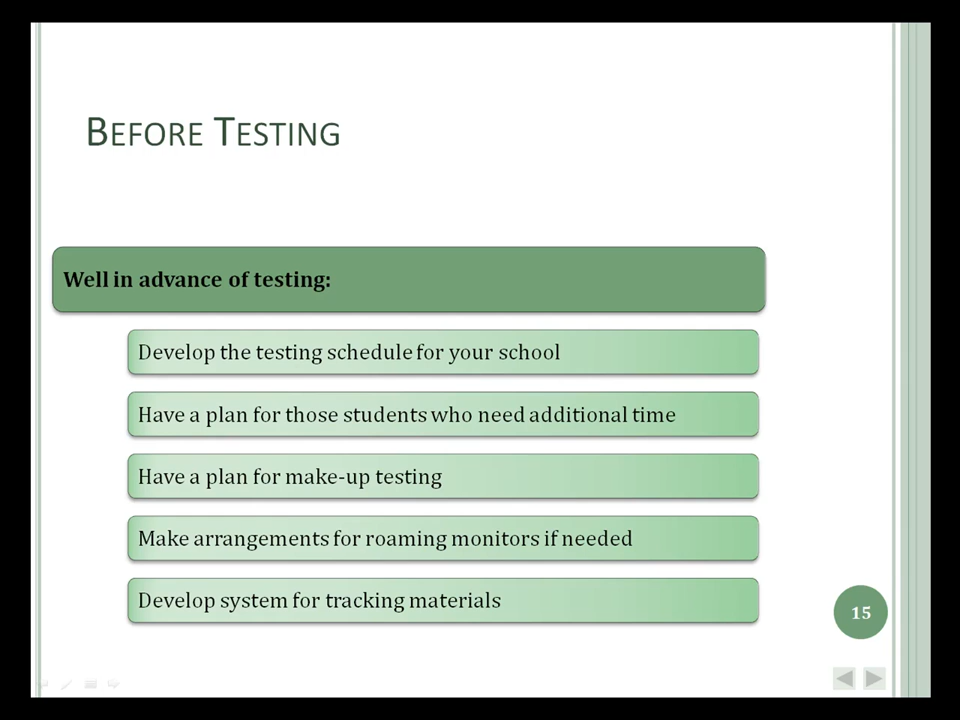 BEFORE TESTING
Well in advance of testing:
Develop the testing schedule for your school
Have a plan for those students who need additional time
Have a plan for make-up testing
Make arrangements for roaming monitors if needed
Develop system for tracking materials
15